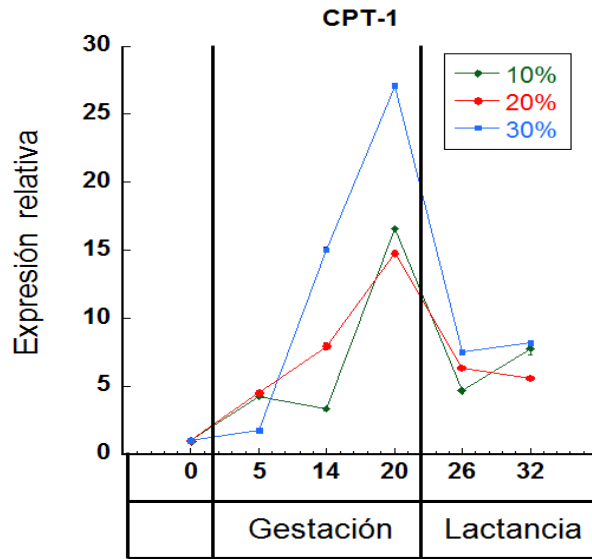 CPT-1
30
25
20
15
10
5
0
Expresión relativa
10%
20%
30%
0 5 14 20 26 32
Gestación Lactancia